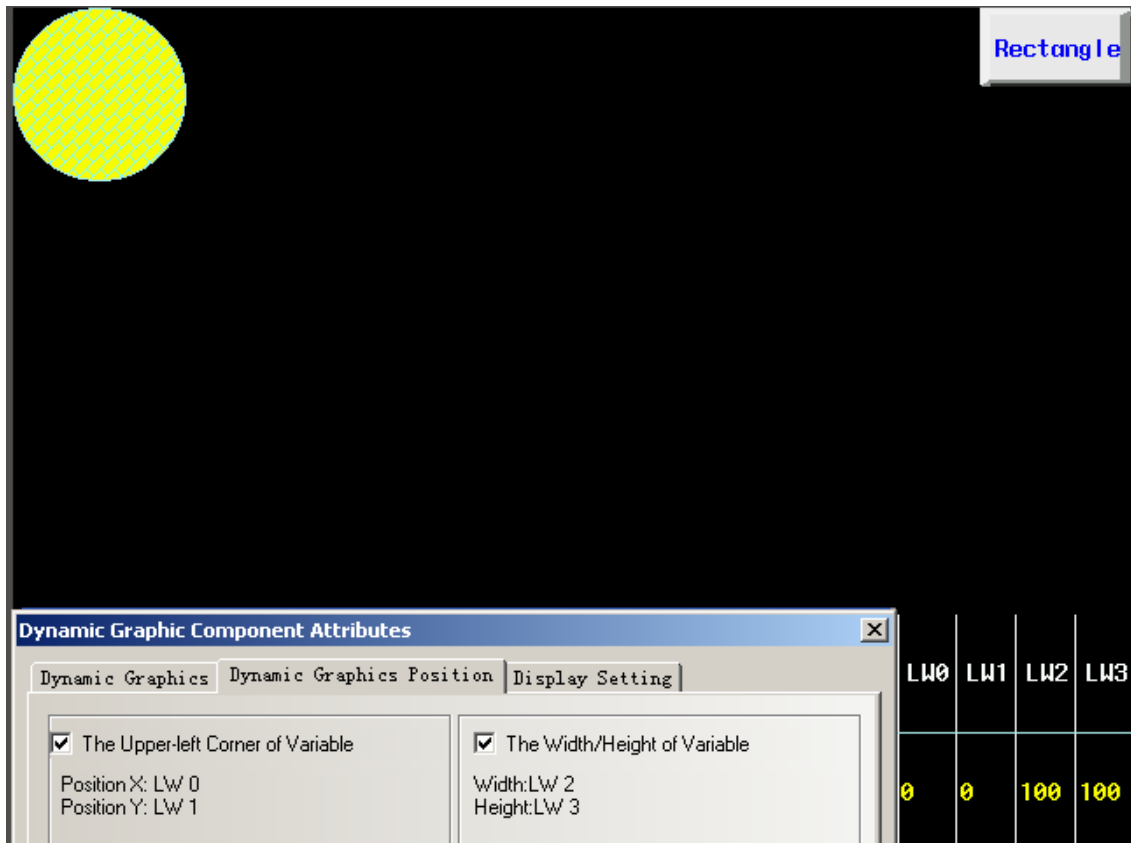 Rectangle
Dynamic Graphic Component Attributes
Dynamic Graphics Dynamic Graphics Position Display Setting
The Upper-left Corner of Variable
Position X: LW 0
Position Y: LW 1
The Width/Height of Variable
Width:LW 2
Height:LW 3
LW0 LW1 LW2 LW3
0 0 100 100